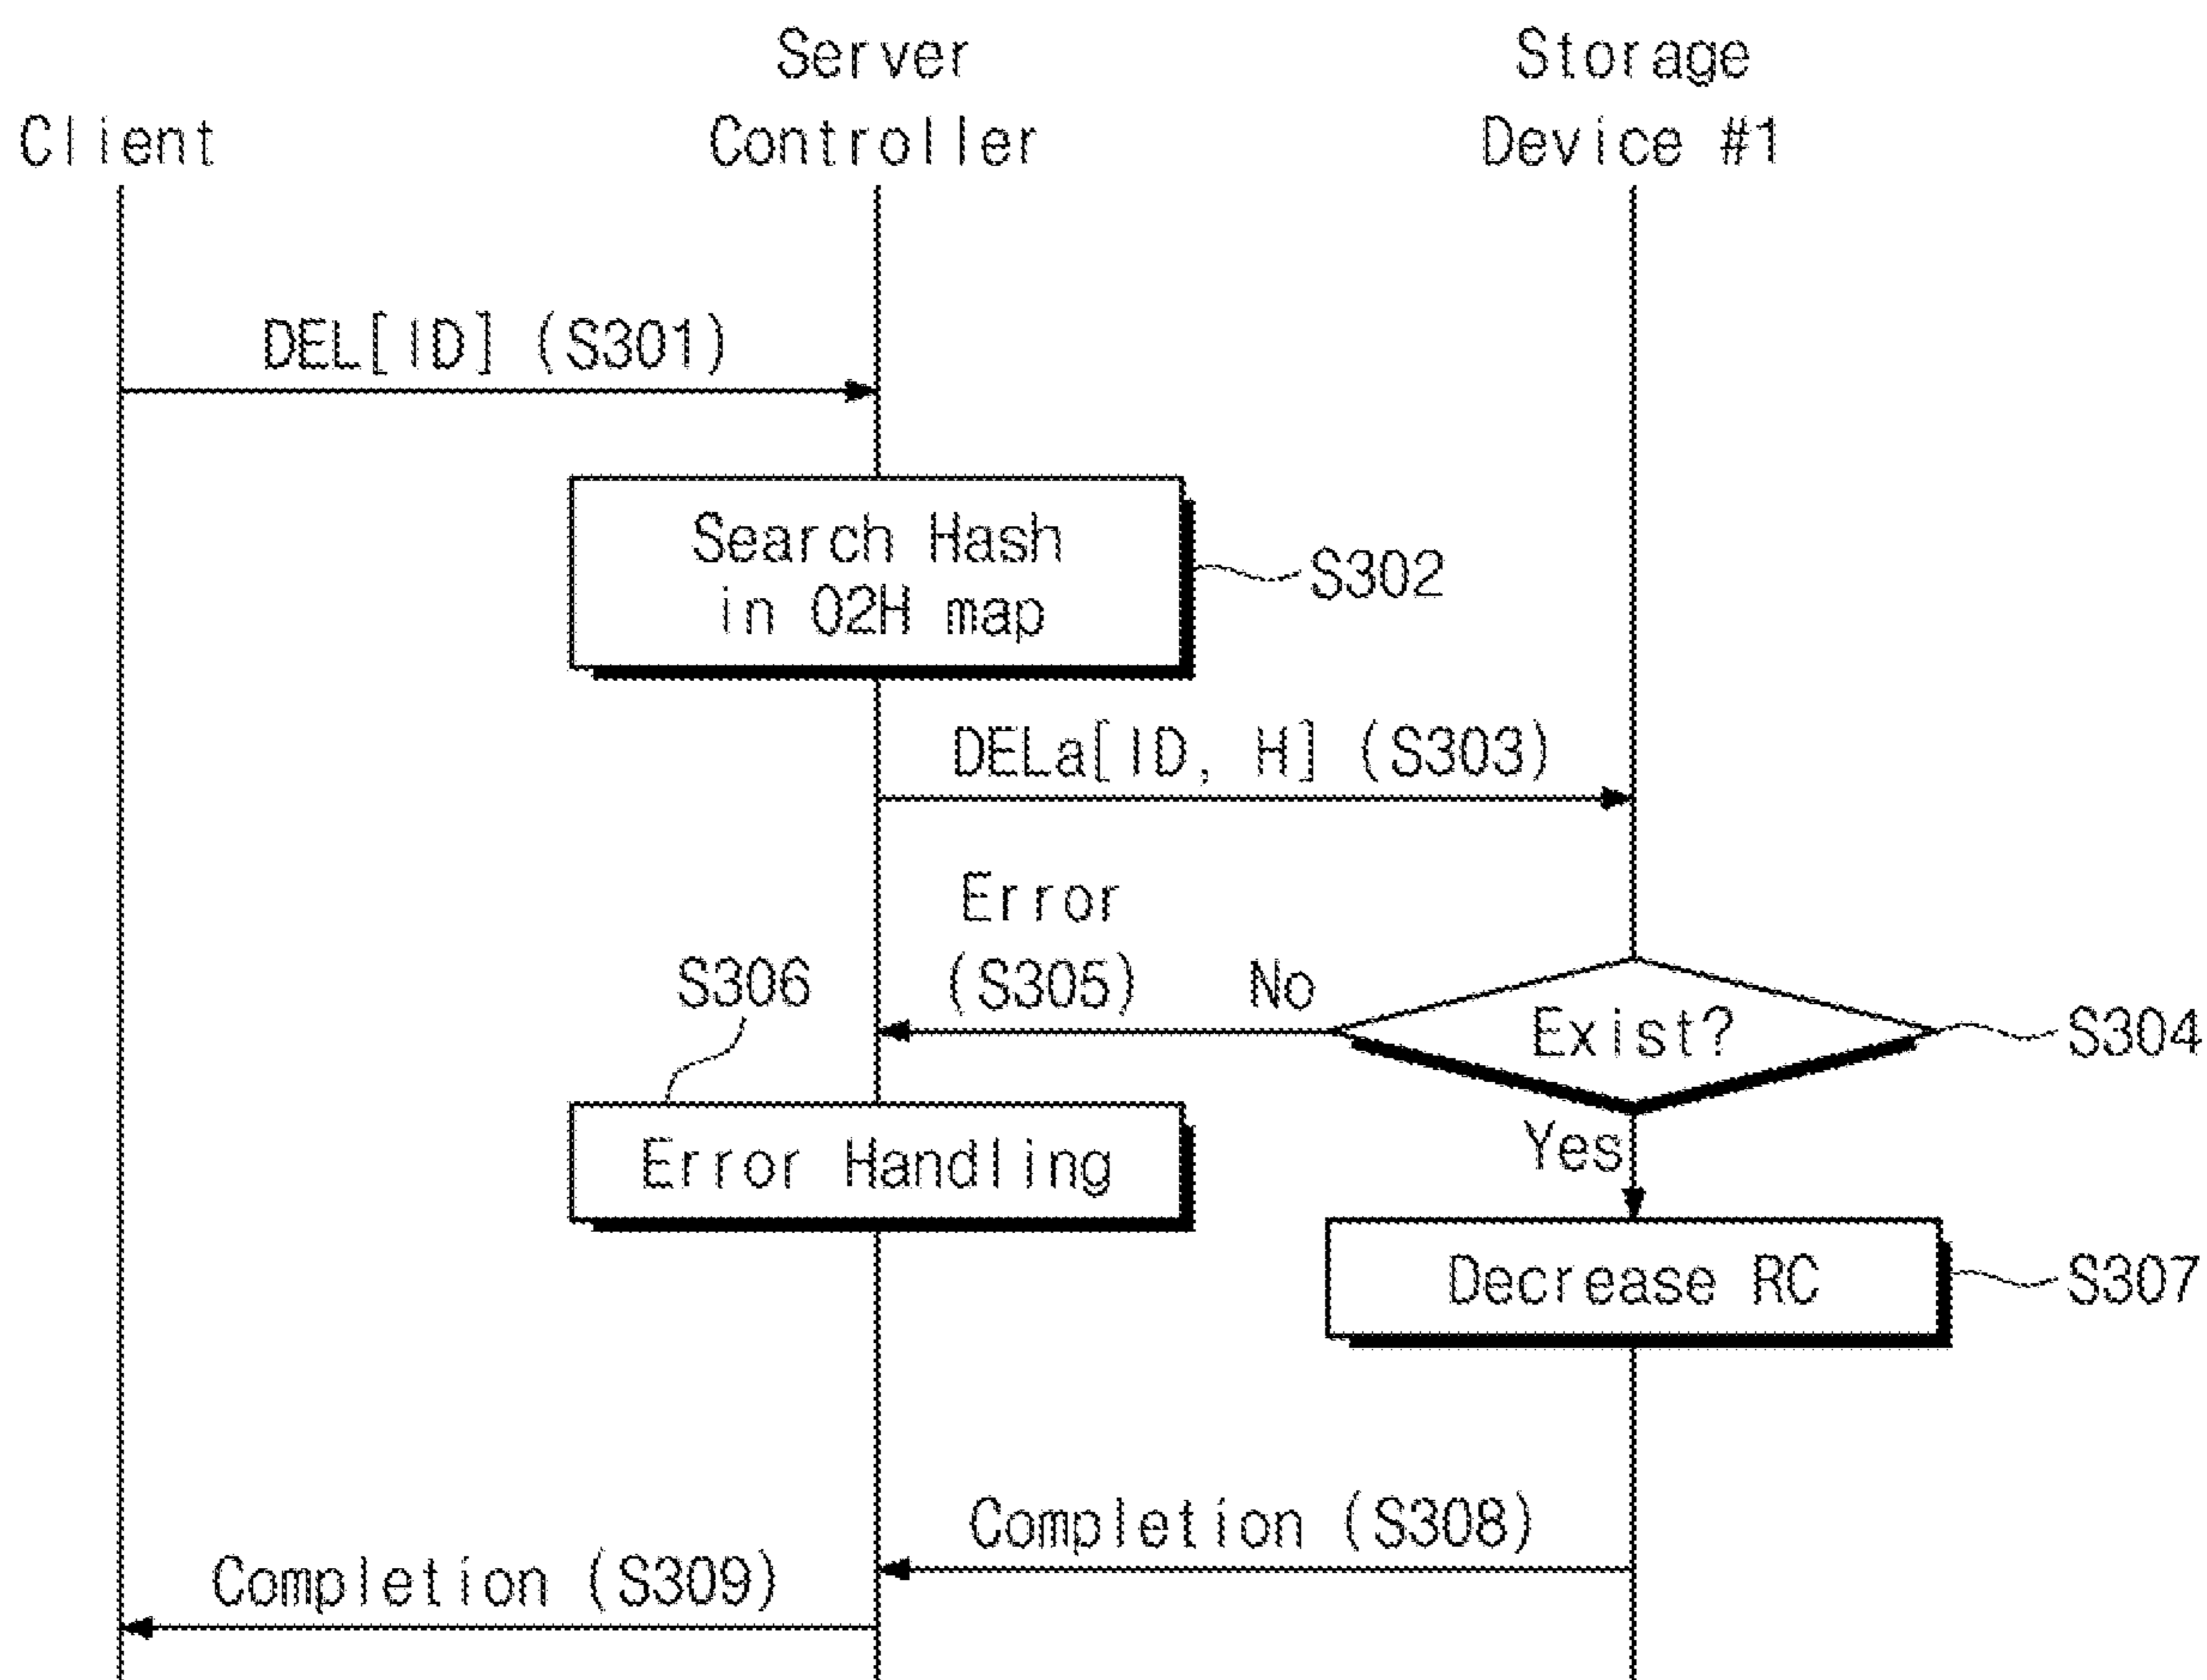 Client
Server
Controller
Storage
Device #1
DEL[ID] (S301)
Search Hash
in O2H map
S302
DELa[ID, H] (S303)
Error
(S305)
No
S306
Exist?
S304
Error Handling
Yes
Decrease RC
S307
Completion (S308)
Completion (S309)